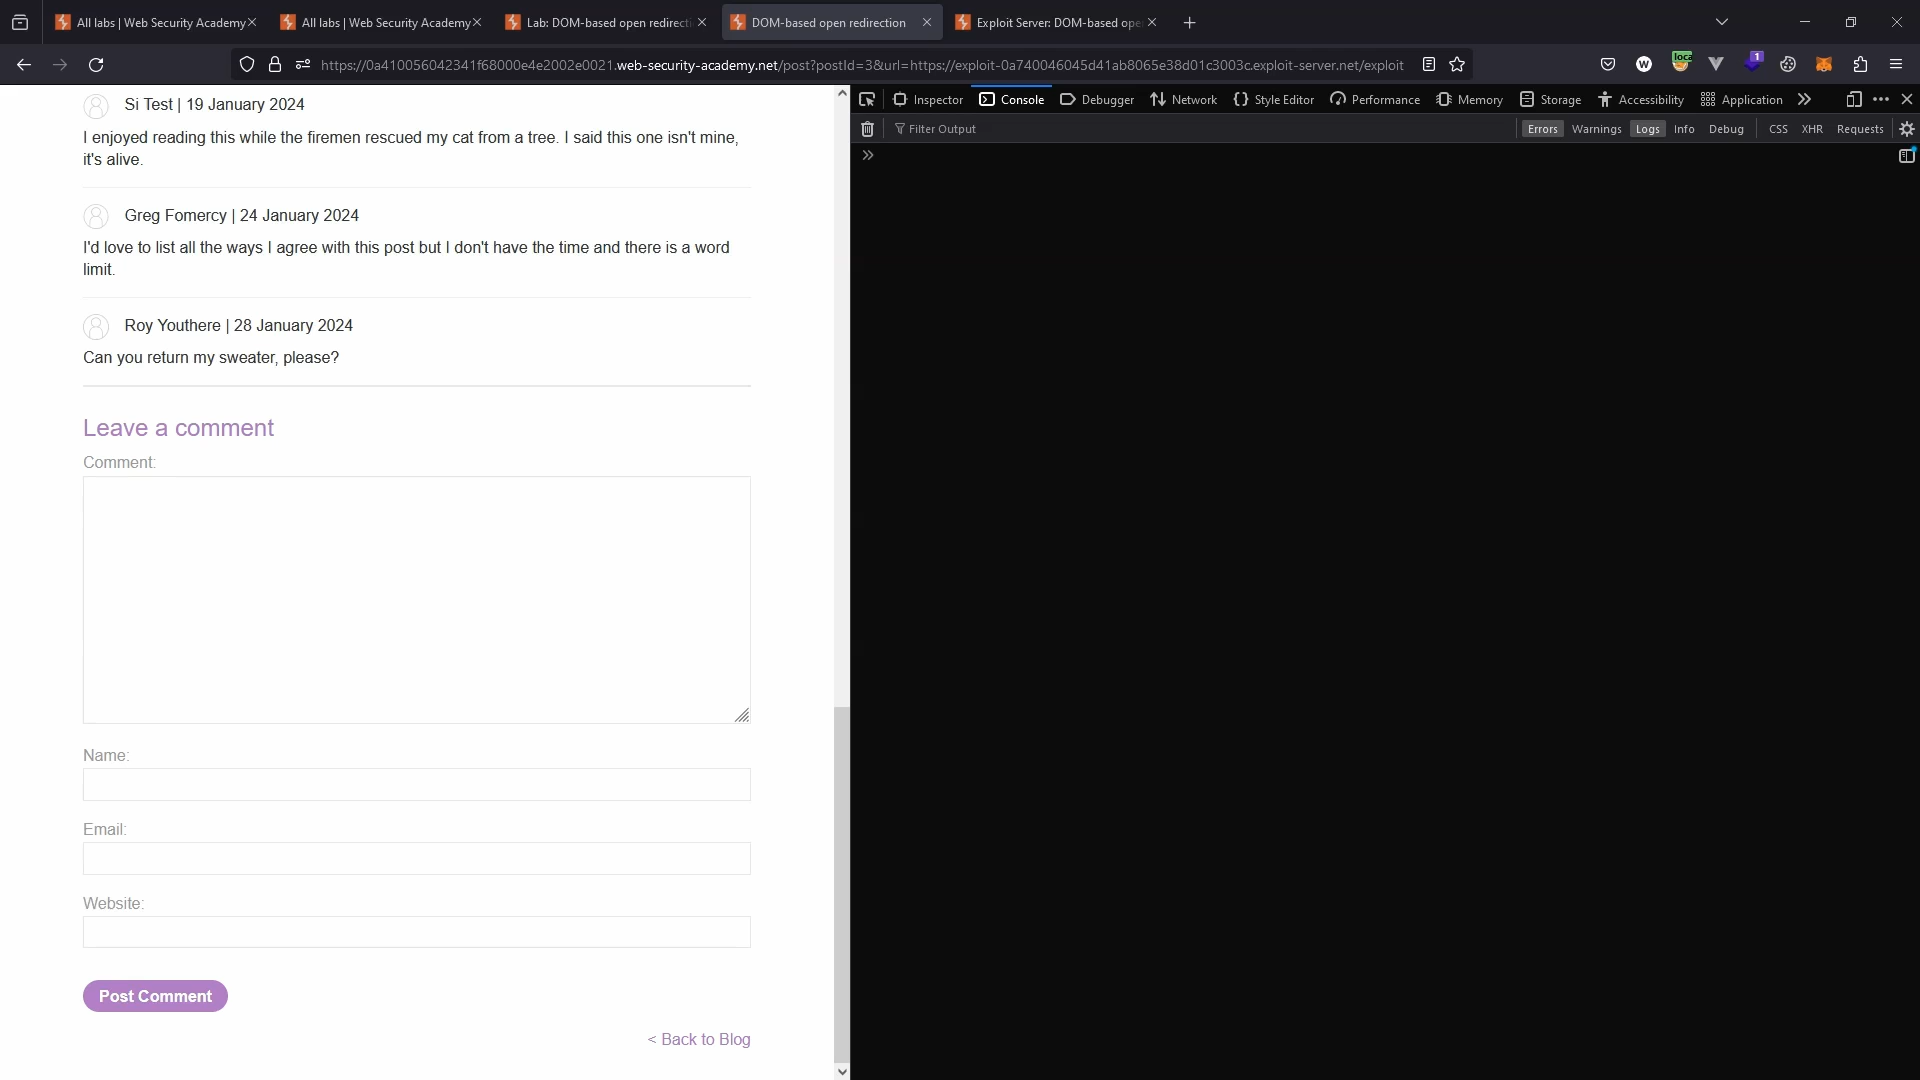 All labs | Web Security Academy
All labs | Web Security Academy
Lab: DOM-based open redirecti
DOM-based open redirection
Exploit Server: DOM-based ope
https://0a410056042341f68000e4e2002e0021.web-security-academy.net/post?postId=3&url=https://exploit-0a740046045d41ab8065e38d01c3003c.exploit-server.net/exploit
W
loca
1
Inspector
Console
Debugger
Network
Style Editor
Performance
Memory
Storage
Accessibility
Application
Filter Output
Errors
Warnings
Logs
Info
Debug
CSS
XHR
Requests
Si Test | 19 January 2024
I enjoyed reading this while the firemen rescued my cat from a tree. I said this one isn't mine,
it's alive.
Greg Fomercy | 24 January 2024
I'd love to list all the ways I agree with this post but I don't have the time and there is a word
limit.
Roy Youthere | 28 January 2024
Can you return my sweater, please?
Leave a comment
Comment:
Name:
Email:
Website:
Post Comment
< Back to Blog